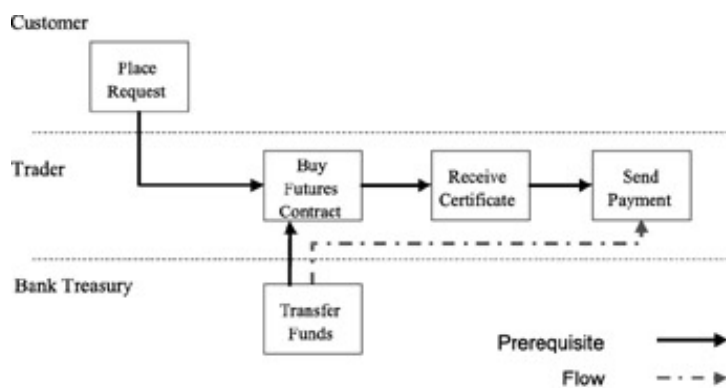 Customer
Place
Request
Trader
Buy
Futures
Contract
Receive
Certificate
Send
Payment
Bank Treasury
Transfer
Funds
Prerequisite
Flow